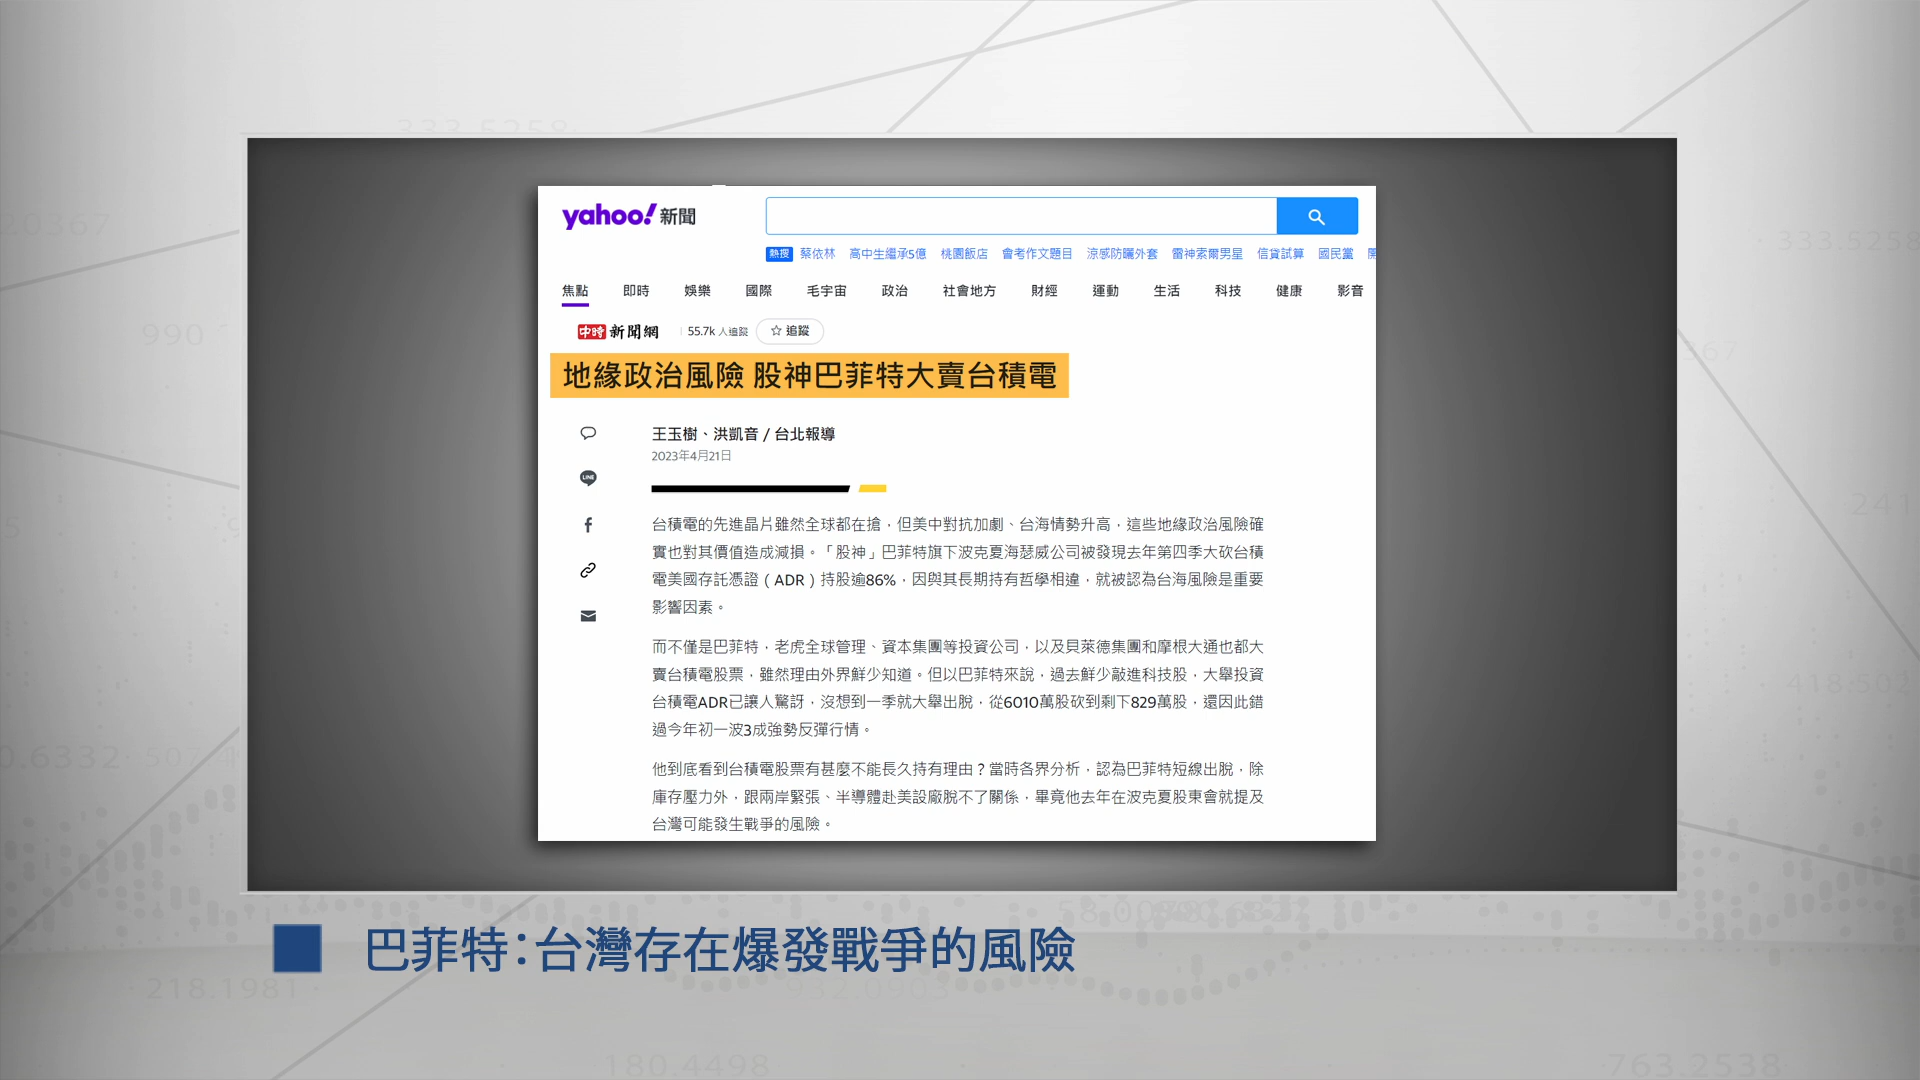 yahoo!新聞
熱搜 蔡依林 高中生繼承5億 桃園飯店 會考作文題目 涼感防曬外套 雷神索爾男星 信貸試算 國民黨
焦點 即時 娛樂 國際 毛宇宙 政治 社會地方 財經 運動 生活 科技 健康 影音
中時新聞網 55.7k 人追蹤 ☆ 追蹤
地緣政治風險 股神巴菲特大賣台積電
王玉樹、洪凱音 / 台北報導
2023年4月21日
LINE
台積電的先進晶片雖然全球都在搶，但美中對抗加劇、台海情勢升高，這些地緣政治風險確
實也對其價值造成減損。「股神」巴菲特旗下波克夏海瑟威公司被發現去年第四季大砍台積
電美國存託憑證（ADR）持股逾86%，因與其長期持有哲學相違，就被認為台海風險是重要
影響因素。
而不僅是巴菲特，老虎全球管理、資本集團等投資公司，以及貝萊德集團和摩根大通也都大
賣台積電股票，雖然理由外界鮮少知道。但以巴菲特來說，過去鮮少敲進科技股，大舉投資
台積電ADR已讓人驚訝，沒想到一季就大舉出脫，從6010萬股砍到剩下829萬股，還因此錯
過今年初一波3成強勢反彈行情。
他到底看到台積電股票有甚麼不能長久持有理由？當時各界分析，認為巴菲特短線出脫，除
庫存壓力外，跟兩岸緊張、半導體赴美設廠脫不了關係，畢竟他去年在波克夏股東會就提及
台灣可能發生戰爭的風險。
巴菲特：台灣存在爆發戰爭的風險
333.5258
990
333.5258
418.502
218.1981
932.0903
180.4498
763.2538